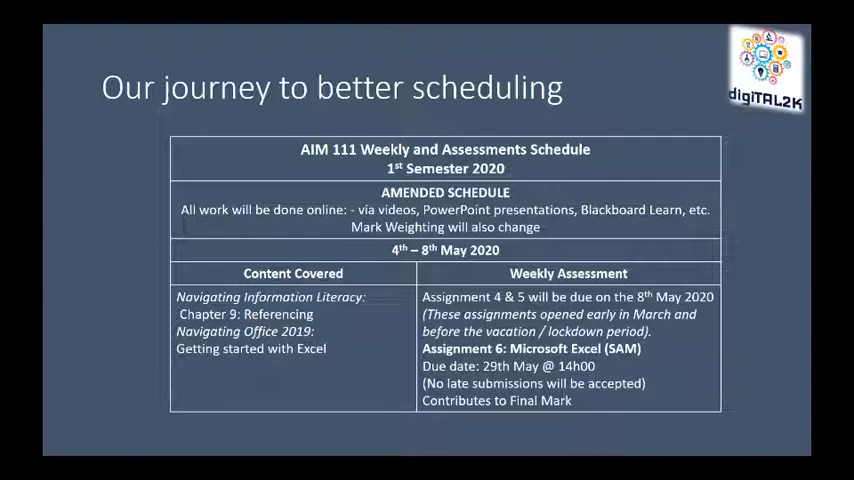 Our journey to better scheduling
digiTAL2K
AIM 111 Weekly and Assessments Schedule
1st Semester 2020
AMENDED SCHEDULE
All work will be done online: - via videos, PowerPoint presentations, Blackboard Learn, etc.
Mark Weighting will also change
4th – 8th May 2020
Content Covered
Navigating Information Literacy:
Chapter 9: Referencing
Navigating Office 2019:
Getting started with Excel
Weekly Assessment
Assignment 4 & 5 will be due on the 8th May 2020
(These assignments opened early in March and
before the vacation / lockdown period).
Assignment 6: Microsoft Excel (SAM)
Due date: 29th May @ 14h00
(No late submissions will be accepted)
Contributes to Final Mark